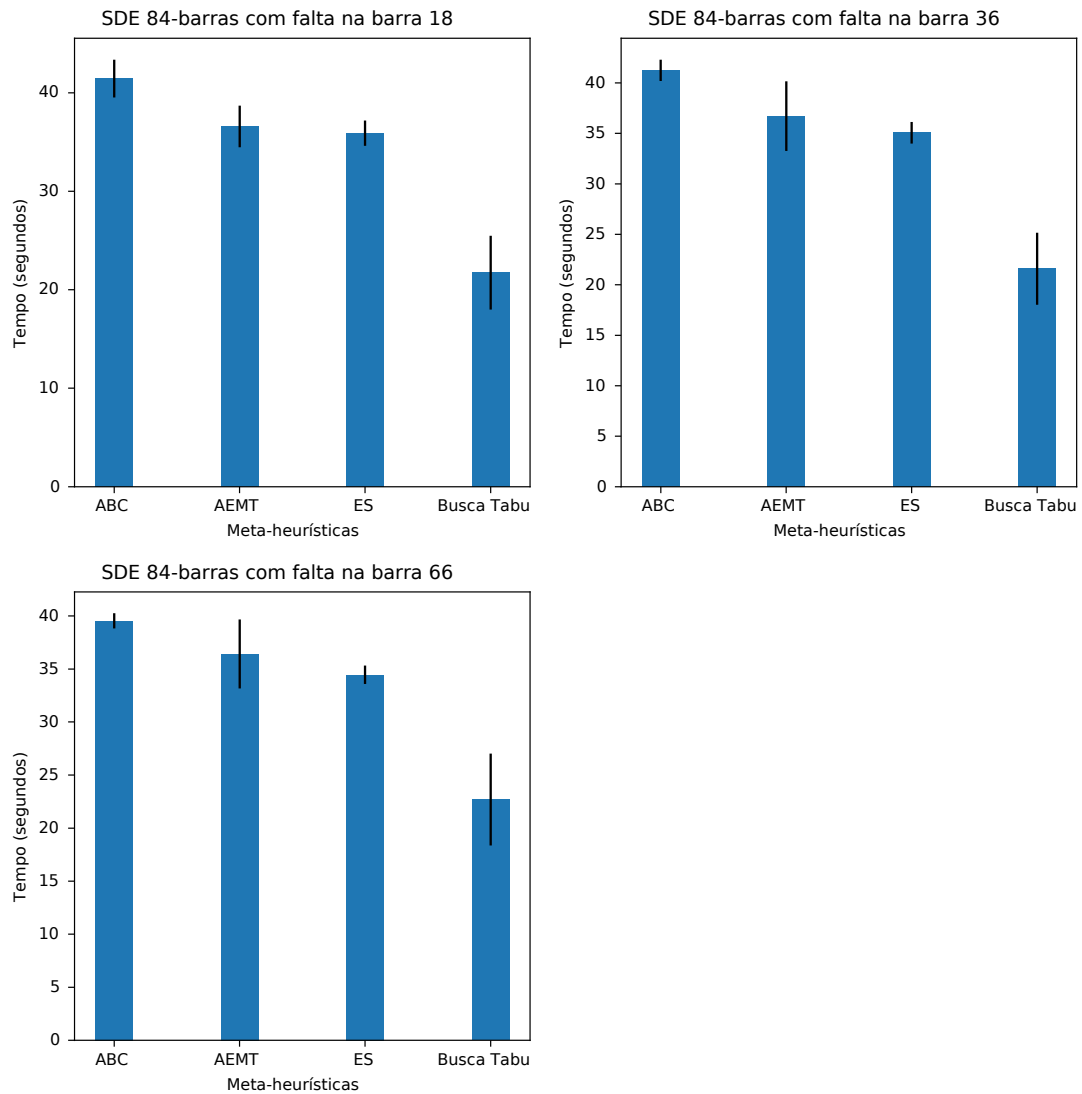 SDE 84-barras com falta na barra 18
Tempo (segundos)
40
30
20
10
0
ABC AEMT ES Busca Tabu
Meta-heurísticas
SDE 84-barras com falta na barra 36
Tempo (segundos)
40
35
30
25
20
15
10
5
0
ABC AEMT ES Busca Tabu
Meta-heurísticas
SDE 84-barras com falta na barra 66
Tempo (segundos)
40
35
30
25
20
15
10
5
0
ABC AEMT ES Busca Tabu
Meta-heurísticas